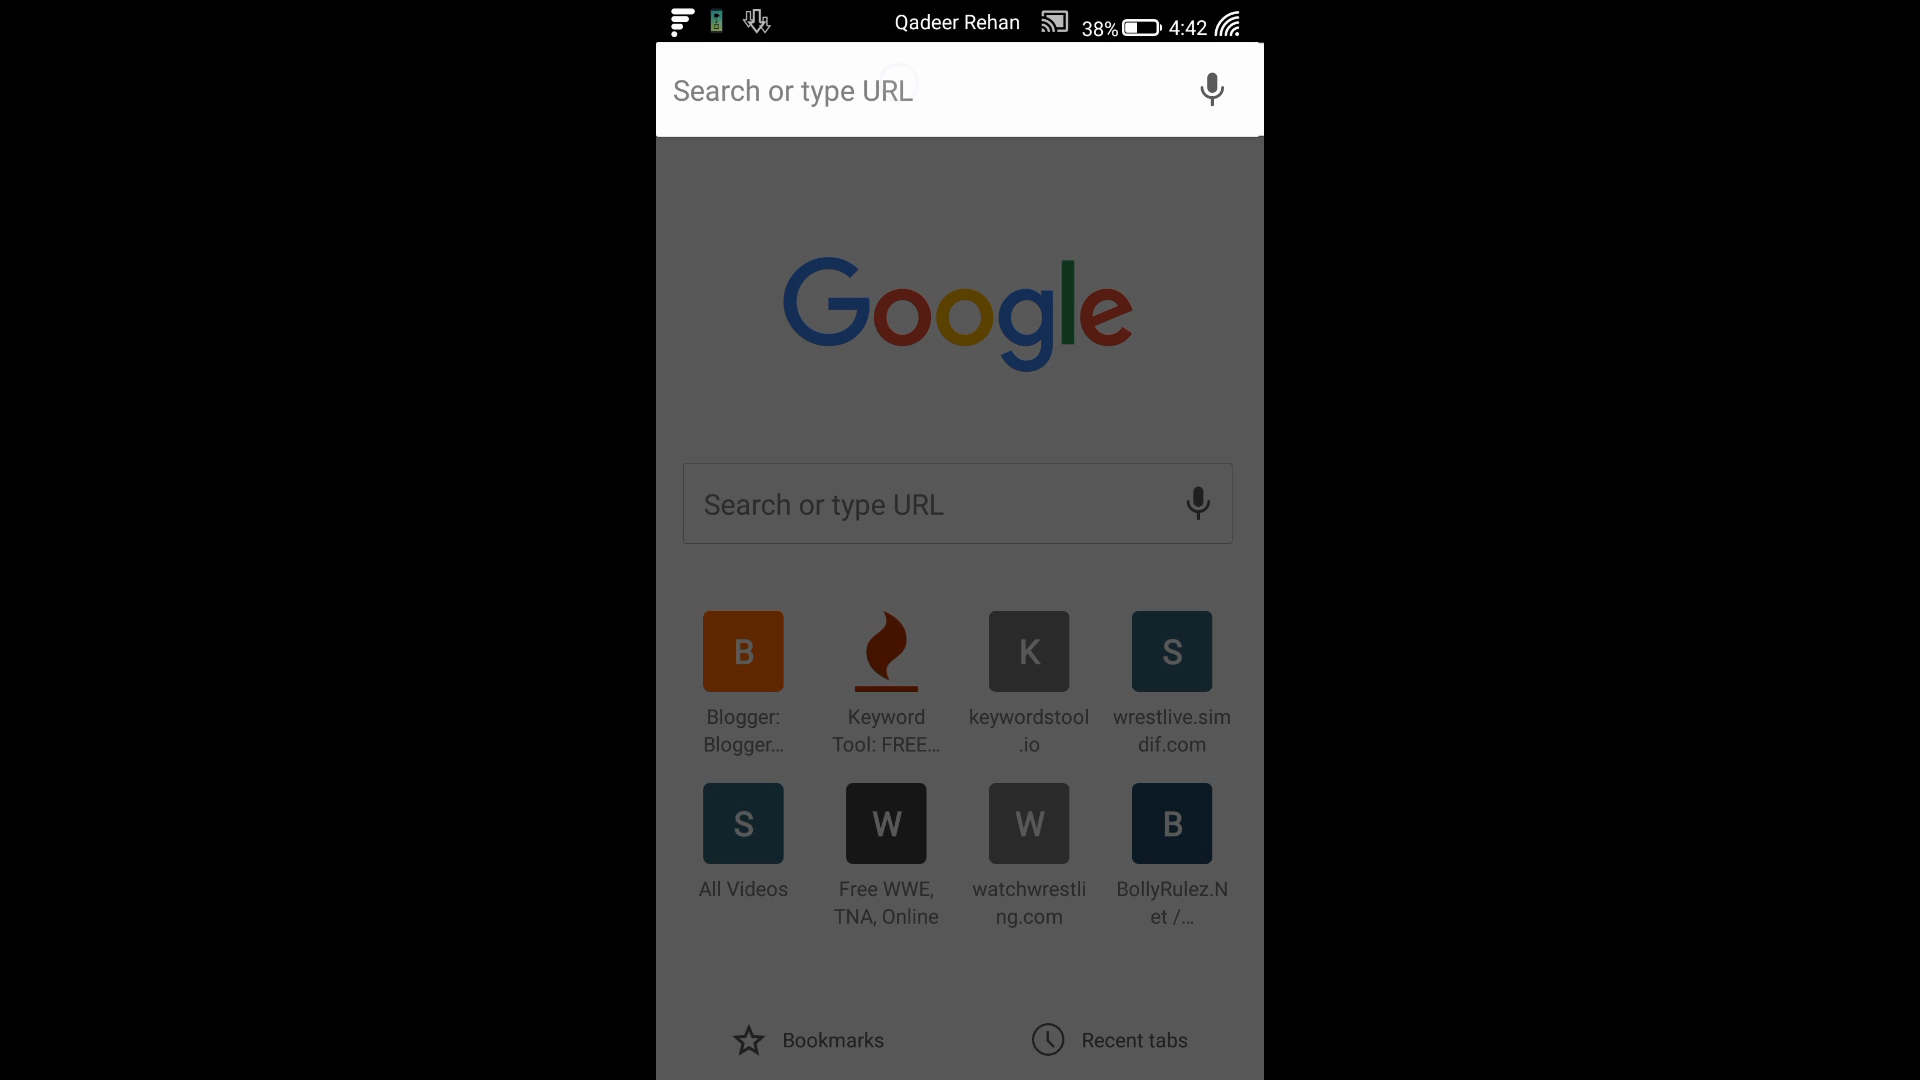 Qadeer Rehan 38% 4:42
Search or type URL
Google
Search or type URL
B K S
Blogger: Keyword keywordstool wrestlive.sim
Blogger... Tool: FREE... .io dif.com
S W W B
All Videos Free WWE, watchwrestli BollyRulez.N
TNA, Online ng.com et /...
Bookmarks Recent tabs